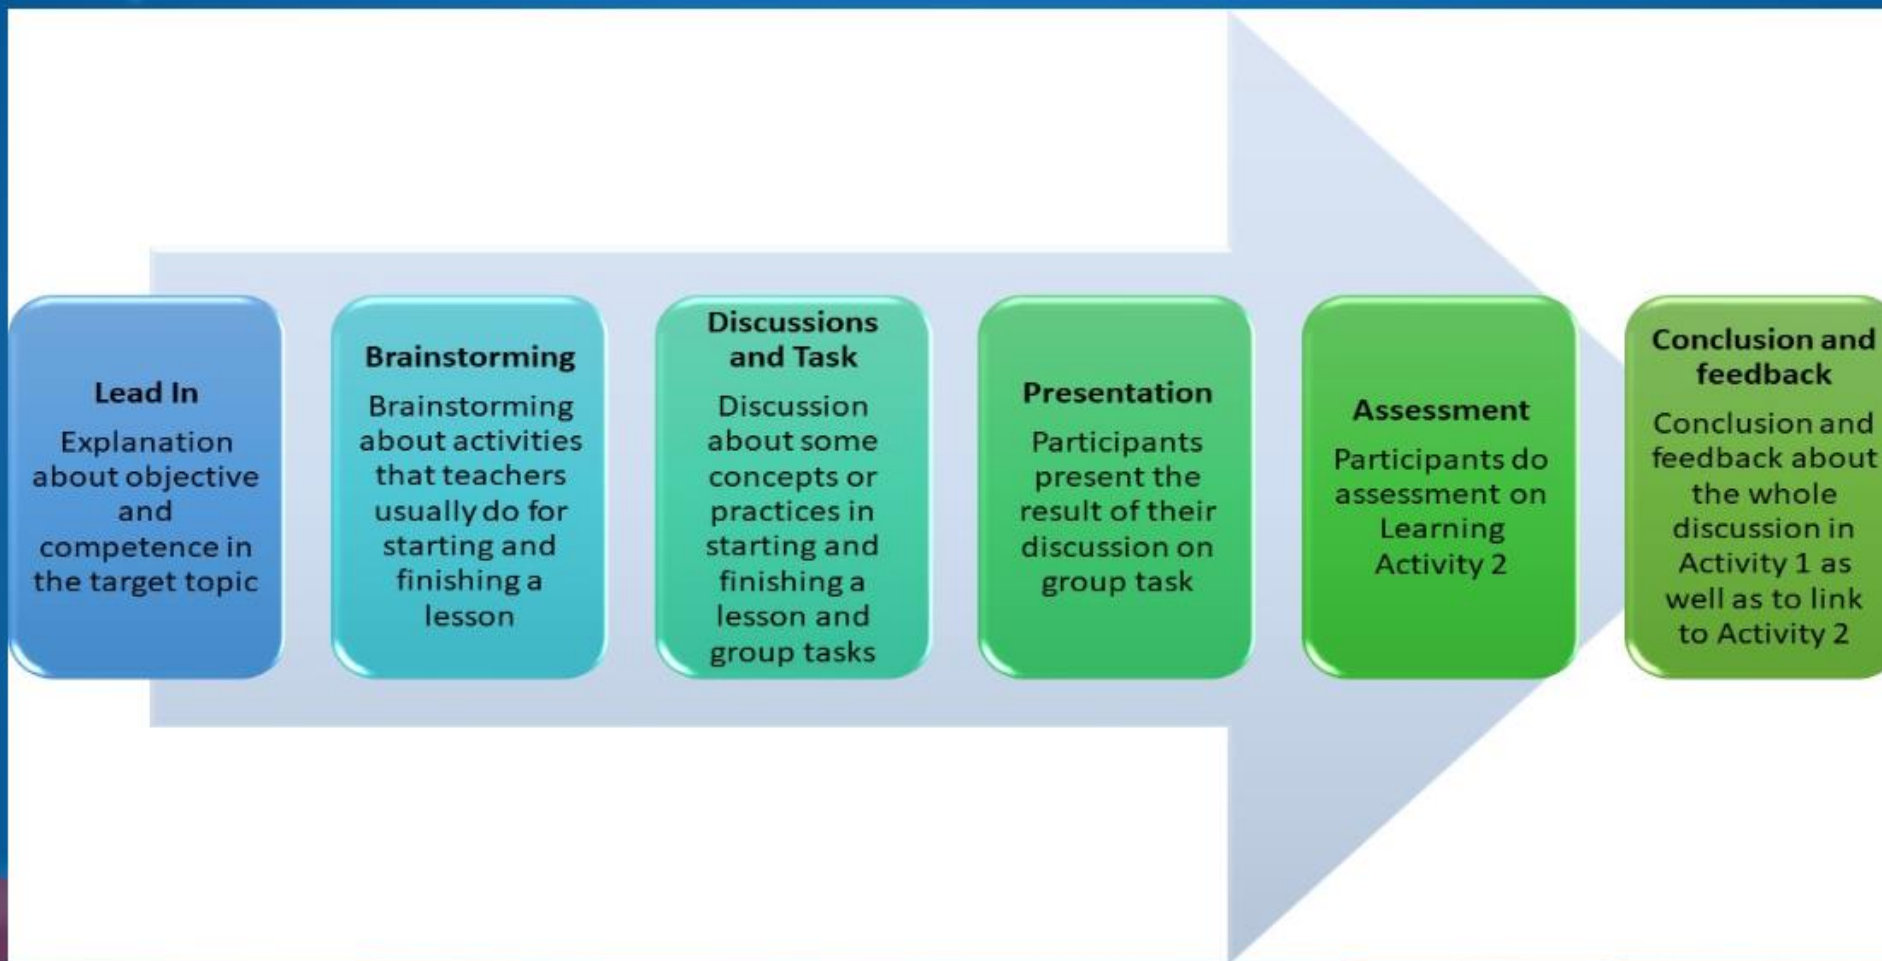 Lead In
Explanation
about objective
and
competence in
the target topic
Brainstorming
Brainstorming
about activities
that teachers
usually do for
starting and
finishing a
lesson
Discussions
and Task
Discussion
about some
concepts or
practices in
starting and
finishing a
lesson and
group tasks
Presentation
Participants
present the
result of their
discussion on
group task
Assessment
Participants do
assessment on
Learning
Activity 2
Conclusion and
feedback
Conclusion and
feedback about
the whole
discussion in
Activity 1 as
well as to link
to Activity 2